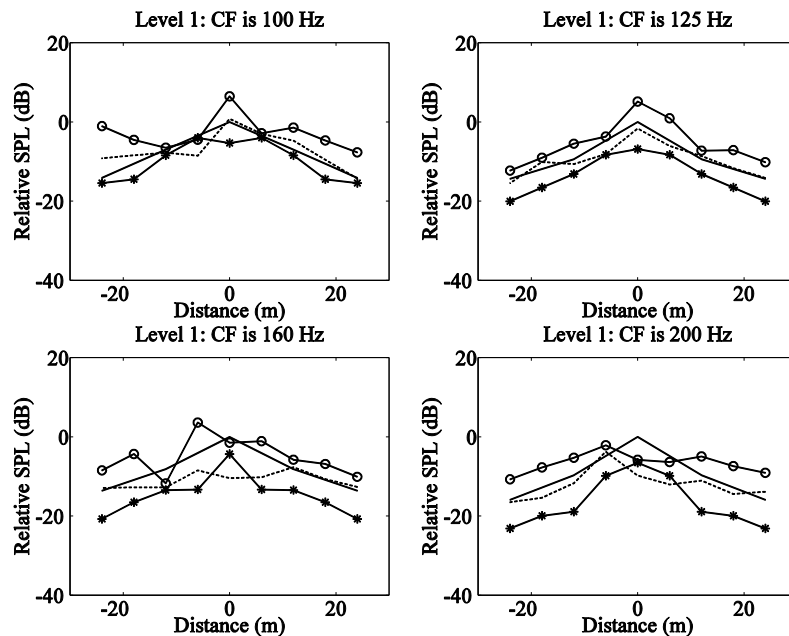 Level 1: CF is 100 Hz
20
0
-20
-40
Relative SPL (dB)
-20
0
20
Distance (m)
Level 1: CF is 125 Hz
20
0
-20
-40
Relative SPL (dB)
-20
0
20
Distance (m)
Level 1: CF is 160 Hz
20
0
-20
-40
Relative SPL (dB)
-20
0
20
Distance (m)
Level 1: CF is 200 Hz
20
0
-20
-40
Relative SPL (dB)
-20
0
20
Distance (m)